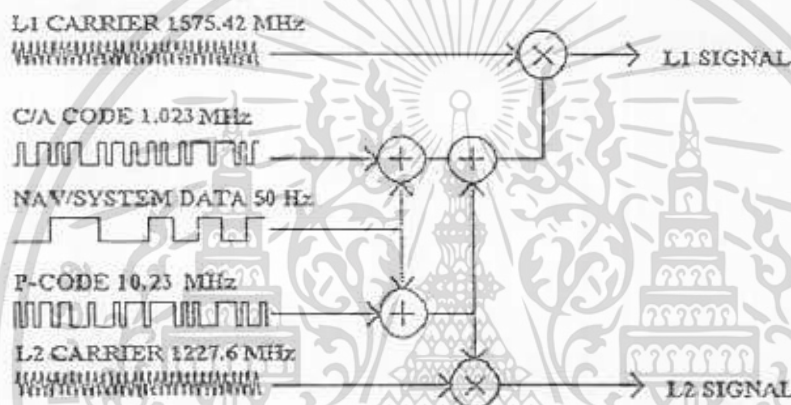 L1 CARRIER 1575.42 MHz
L1 SIGNAL
C/A CODE 1.023 MHz
NAV/SYSTEM DATA 50 Hz
P-CODE 10.23 MHz
L2 CARRIER 1227.6 MHz
L2 SIGNAL